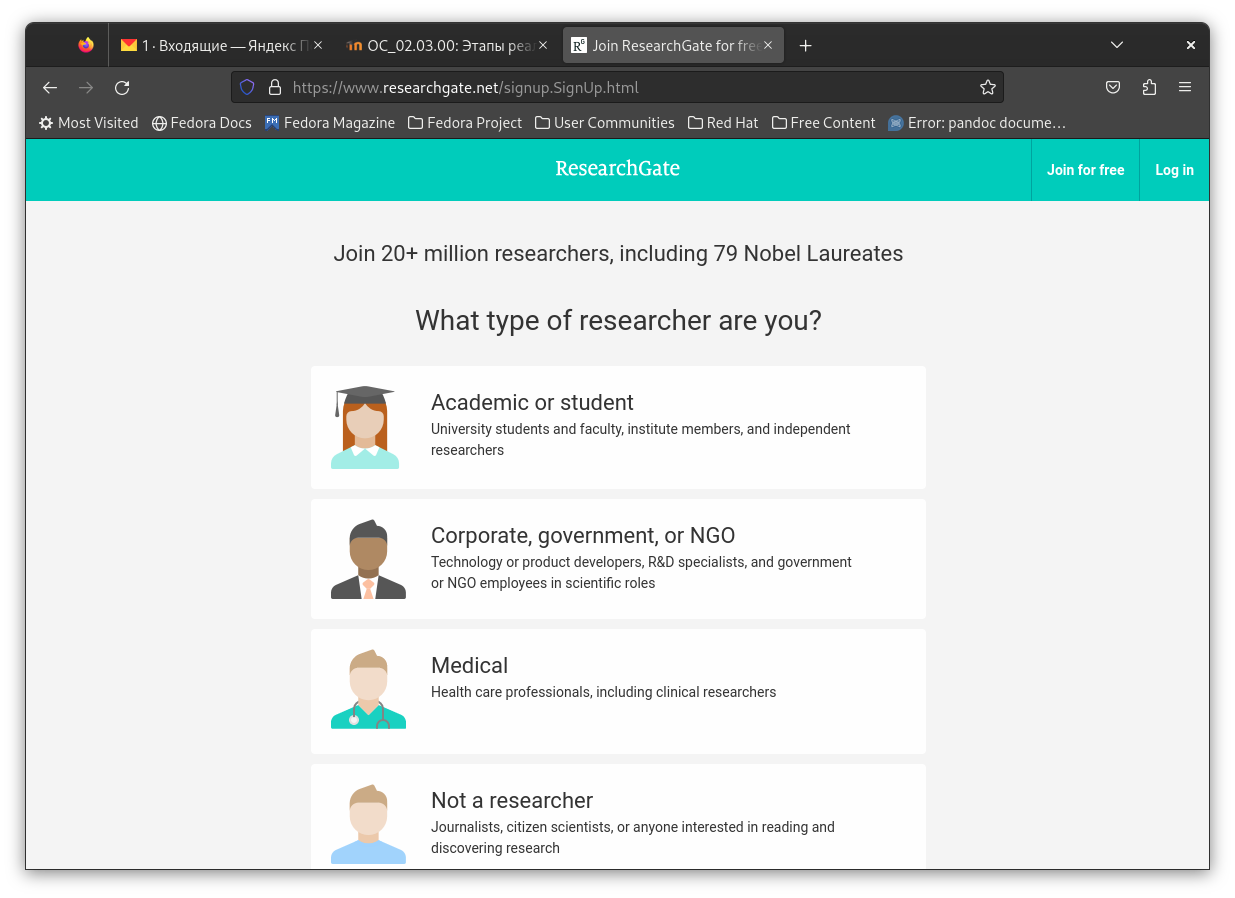 1 · Входящие — Яндекс П
ОС_02.03.00: Этапы реа
Join ResearchGate for free
https://www.researchgate.net/signup.SignUp.html
Most Visited Fedora Docs Fedora Magazine Fedora Project User Communities Red Hat Free Content Error: pandoc docume…
ResearchGate
Join for free
Log in
Join 20+ million researchers, including 79 Nobel Laureates
What type of researcher are you?
Academic or student
University students and faculty, institute members, and independent
researchers
Corporate, government, or NGO
Technology or product developers, R&D specialists, and government
or NGO employees in scientific roles
Medical
Health care professionals, including clinical researchers
Not a researcher
Journalists, citizen scientists, or anyone interested in reading and
discovering research